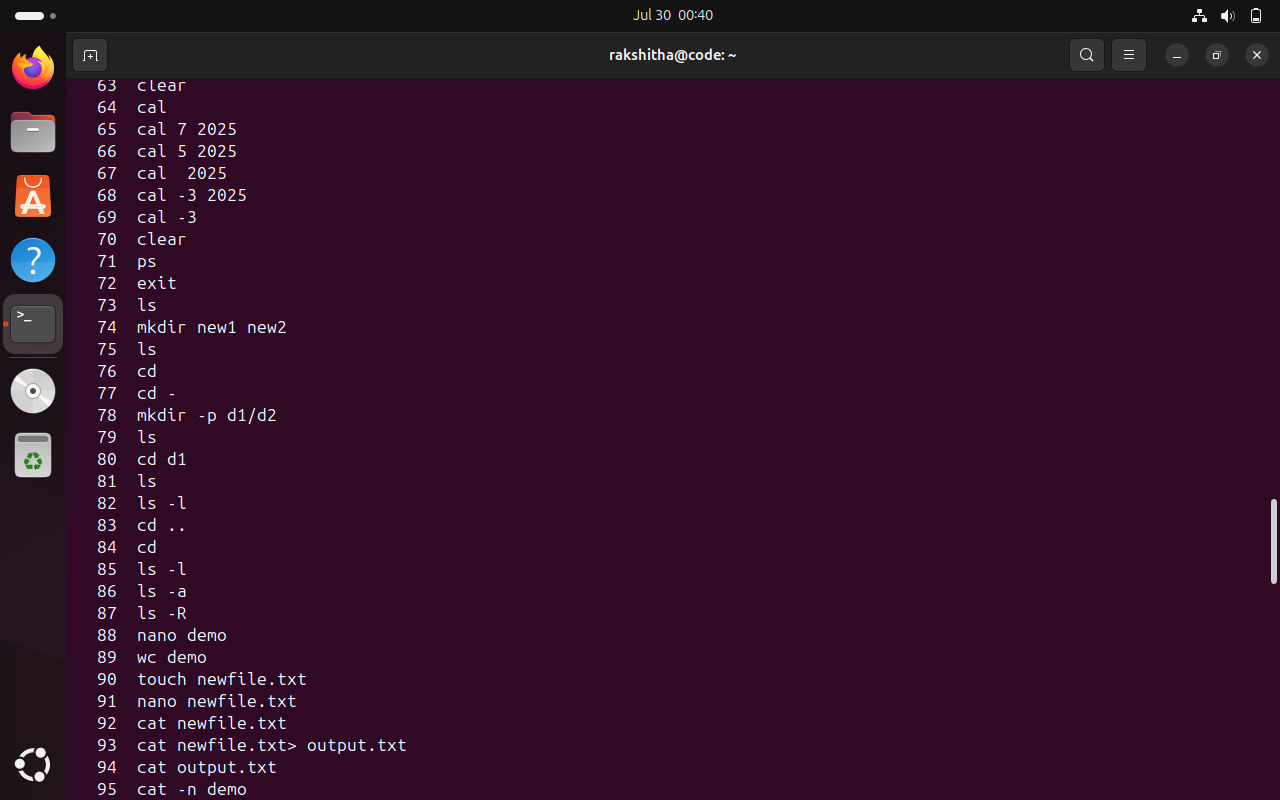 Jul 30 00:40
rakshitha@code: ~
63 clear
64 cal
65 cal 7 2025
66 cal 5 2025
67 cal  2025
68 cal -3 2025
69 cal -3
70 clear
71 ps
72 exit
73 ls
74 mkdir new1 new2
75 ls
76 cd
77 cd -
78 mkdir -p d1/d2
79 ls
80 cd d1
81 ls
82 ls -l
83 cd ..
84 cd
85 ls -l
86 ls -a
87 ls -R
88 nano demo
89 wc demo
90 touch newfile.txt
91 nano newfile.txt
92 cat newfile.txt
93 cat newfile.txt> output.txt
94 cat output.txt
95 cat -n demo